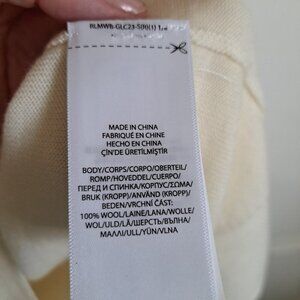 RLMWB-GLC23-S00(1) 1/4
MADE IN CHINA
FABRIQUÉ EN CHINE
HECHO EN CHINA
ÇİN'DE ÜRETİLMİŞTİR
BODY/CORPS/CORPO/OBERTEIL/
ROMP/HOVEDDEL/CUERPO/
ПЕРЕД И СПИНКА/КОРПУС/ΣΩΜΑ/
BRUK (KROPP)/ANVÄND (KROPP)/
BEDEN/VRCHNÍ ČÁST:
100% WOOL/LAINE/LANA/WOLLE/
WOL/ULD/LÃ/ШЕРСТЬ/ВЪЛНА/
ΜΑΛΛΙ/ULL/YÜN/VLNA